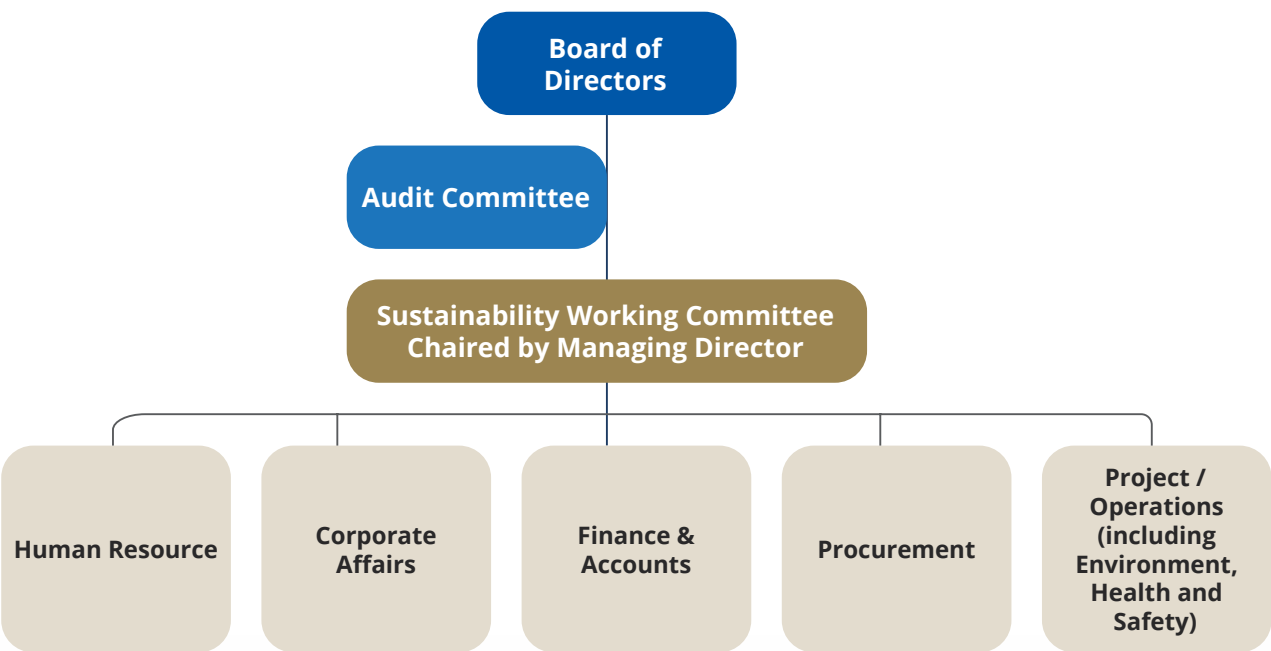 Board of
Directors
Audit Committee
Sustainability Working Committee
Chaired by Managing Director
Human Resource
Corporate
Affairs
Finance &
Accounts
Procurement
Project /
Operations
(including
Environment,
Health and
Safety)